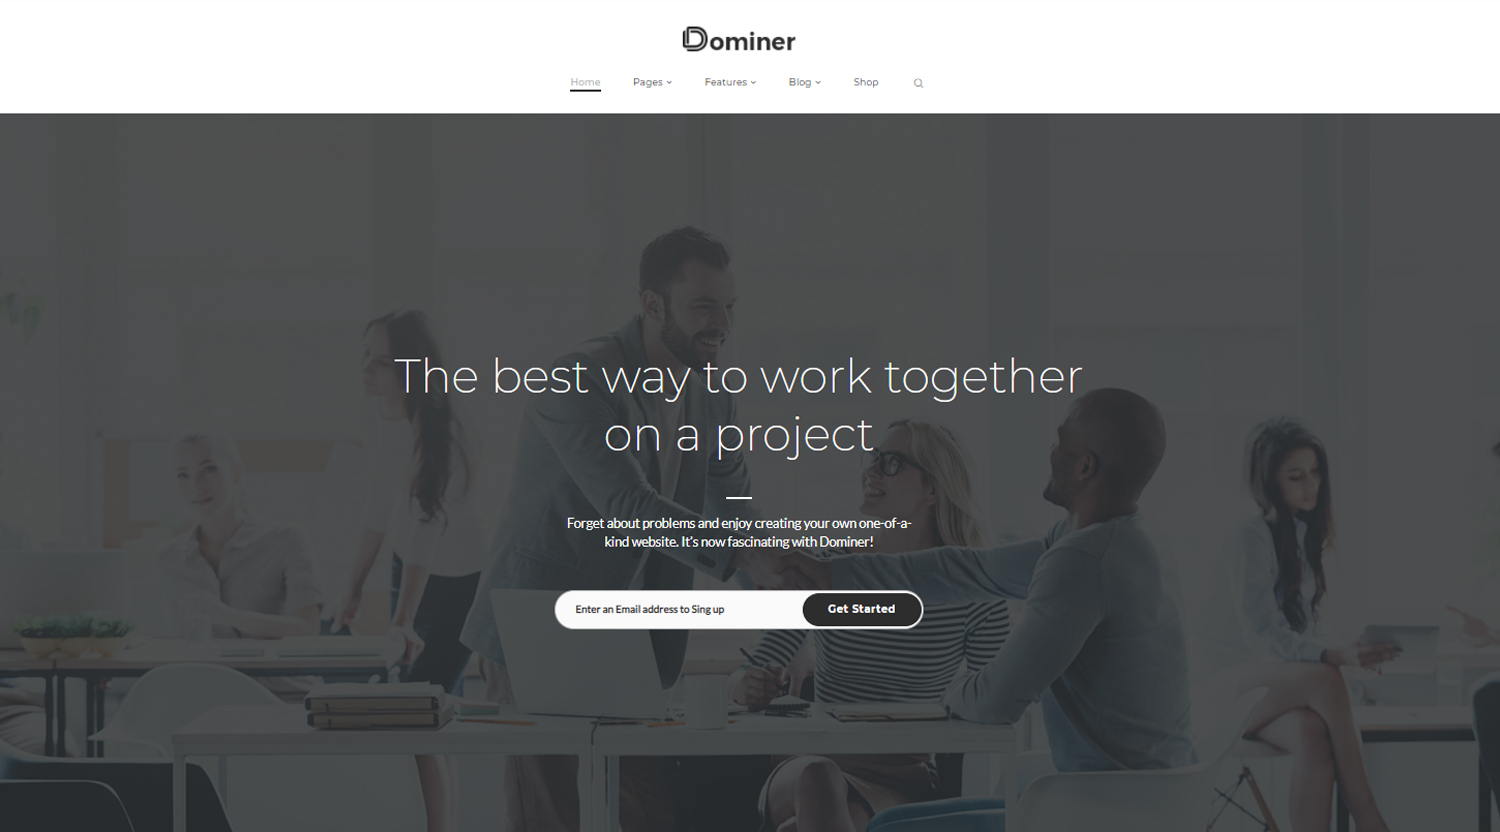 Dominer
Home Pages Features Blog Shop
The best way to work together
on a project
Forget about problems and enjoy creating your own one-of-a-
kind website. It's now fascinating with Dominer!
Enter an Email address to Sing up Get Started